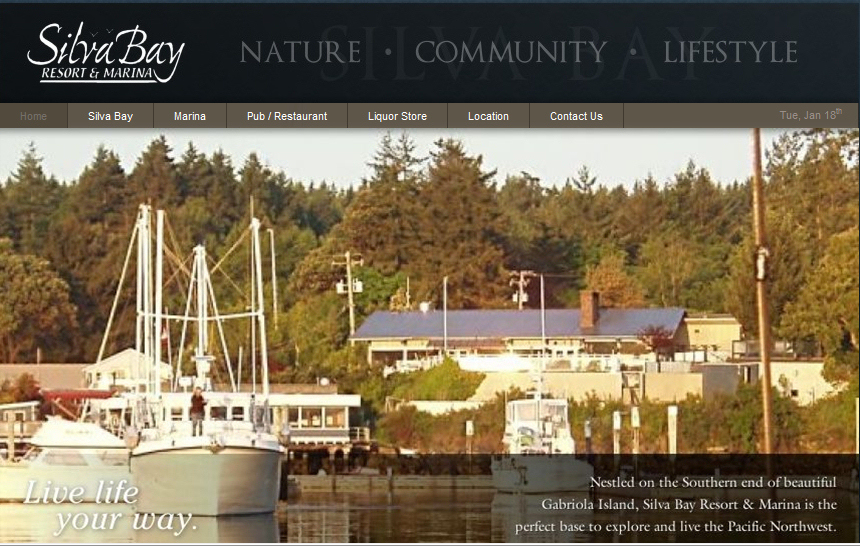 Silva Bay
RESORT & MARINA
SILVA BAY
NATURE • COMMUNITY • LIFESTYLE
Home Silva Bay Marina Pub / Restaurant Liquor Store Location Contact Us Tue, Jan 18th
Live life
your way.
Nestled on the Southern end of beautiful
Gabriola Island, Silva Bay Resort & Marina is the
perfect base to explore and live the Pacific Northwest.